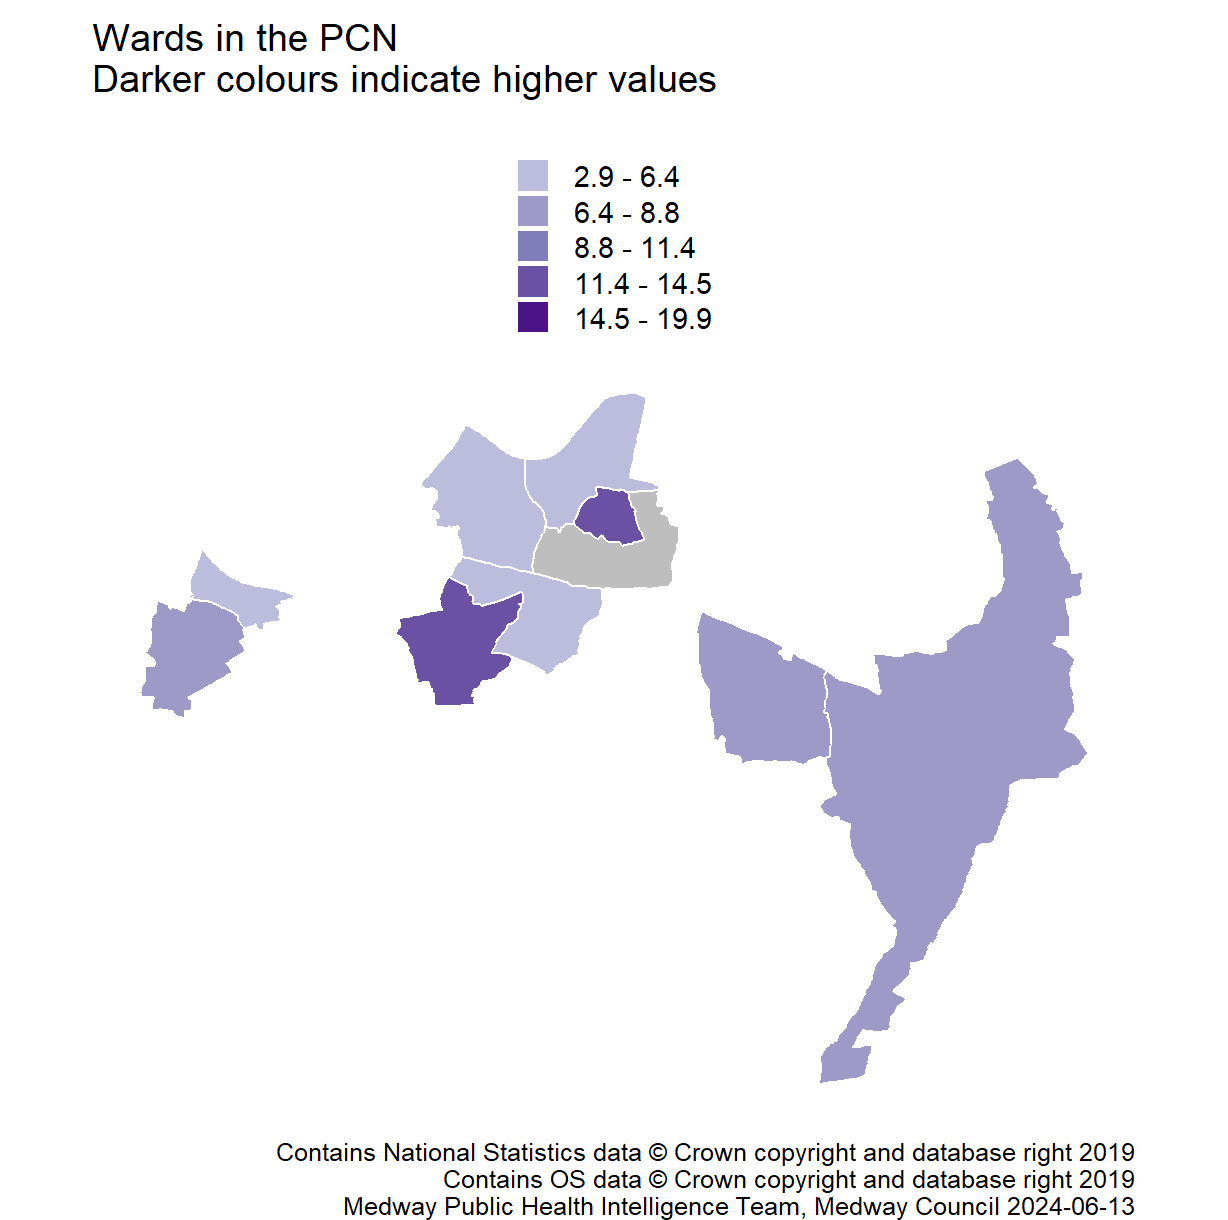 Wards in the PCN
Darker colours indicate higher values
2.9 - 6.4
6.4 - 8.8
8.8 - 11.4
11.4 - 14.5
14.5 - 19.9
Contains National Statistics data © Crown copyright and database right 2019
Contains OS data © Crown copyright and database right 2019
Medway Public Health Intelligence Team, Medway Council 2024-06-13